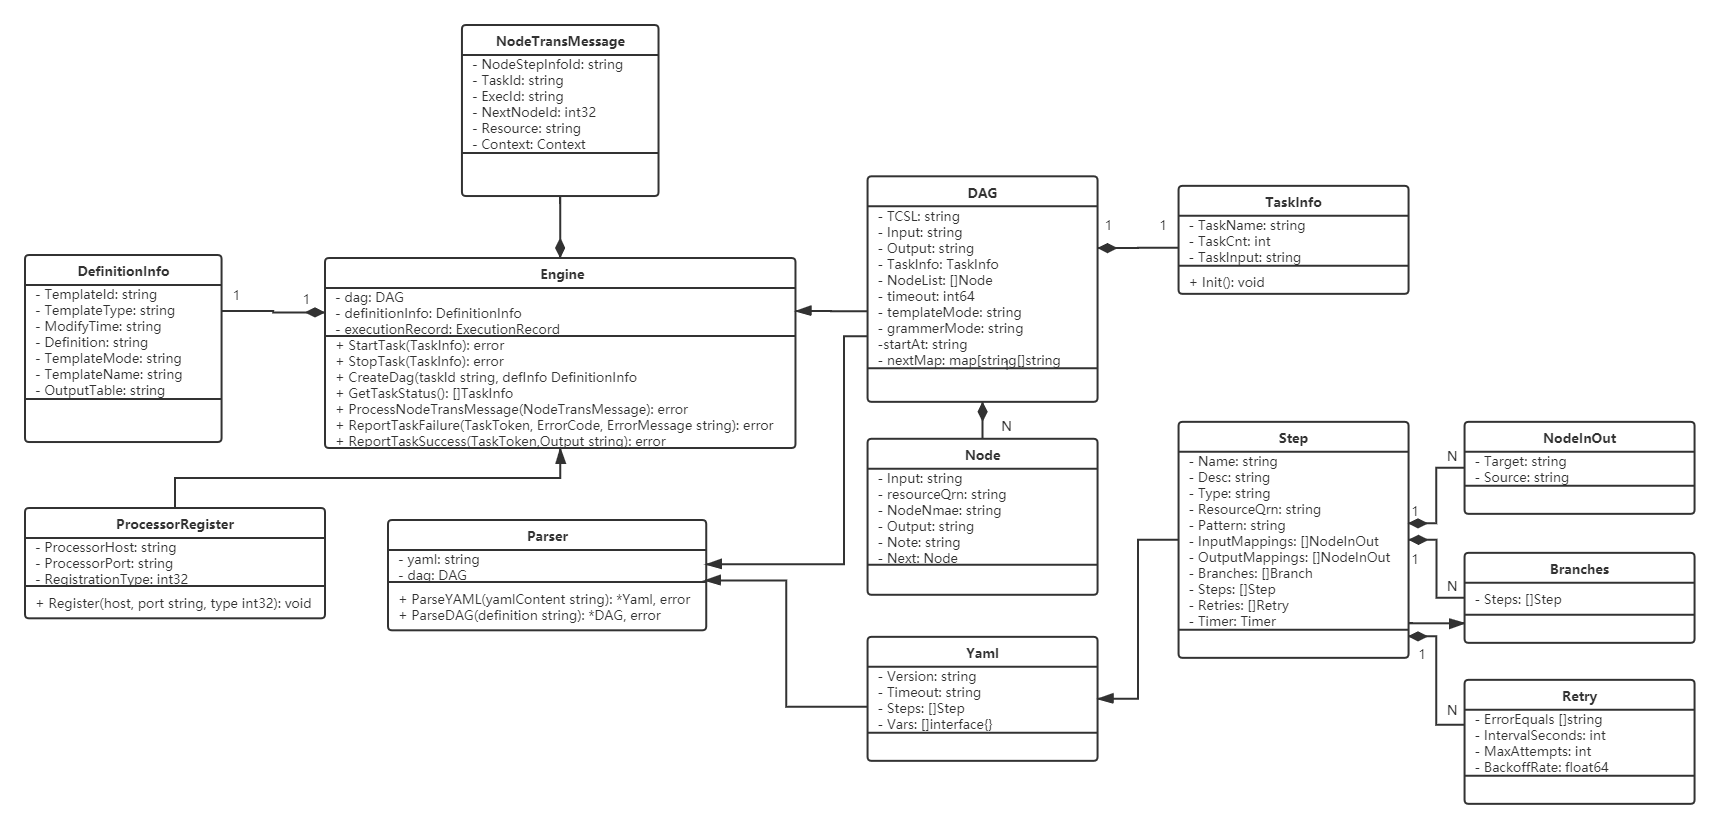 NodeTransMessage
- NodeStepInfoId: string
- TaskId: string
- ExecId: string
- NextNodeId: int32
- Resource: string
- Context: Context
DefinitionInfo
- TemplateId: string
- TemplateType: string
- ModifyTime: string
- Definition: string
- TemplateMode: string
- TemplateName: string
- OutputTable: string
1
1
Engine
- dag: DAG
- definitionInfo: DefinitionInfo
- executionRecord: ExecutionRecord
+ StartTask(TaskInfo): error
+ StopTask(TaskInfo): error
+ CreateDag(taskId string, defInfo DefinitionInfo
+ GetTaskStatus(): []TaskInfo
+ ProcessNodeTransMessage(NodeTransMessage): error
+ ReportTaskFailure(TaskToken, ErrorCode, ErrorMessage string): error
+ ReportTaskSuccess(TaskToken,Output string): error
DAG
- TCSL: string
- Input: string
- Output: string
- TaskInfo: TaskInfo
- NodeList: []Node
- timeout: int64
- templateMode: string
- grammerMode: string
-startAt: string
- nextMap: map[string[]string
1
1
TaskInfo
- TaskName: string
- TaskCnt: int
- TaskInput: string
+ Init(): void
N
Node
- Input: string
- resourceQrn: string
- NodeNmae: string
- Output: string
- Note: string
- Next: Node
ProcessorRegister
- ProcessorHost: string
- ProcessorPort: string
- RegistrationType: int32
+ Register(host, port string, type int32): void
Parser
- yaml: string
- dag: DAG
+ ParseYAML(yamlContent string): *Yaml, error
+ ParseDAG(definition string): *DAG, error
Yaml
- Version: string
- Timeout: string
- Steps: []Step
- Vars: []interface{}
Step
- Name: string
- Desc: string
- Type: string
- ResourceQrn: string
- Pattern: string
- InputMappings: []NodeInOut
- OutputMappings: []NodeInOut
- Branches: []Branch
- Steps: []Step
- Retries: []Retry
- Timer: Timer
1
N
NodeInOut
- Target: string
- Source: string
1
N
Branches
- Steps: []Step
1
N
Retry
- ErrorEquals []string
- IntervalSeconds: int
- MaxAttempts: int
- BackoffRate: float64